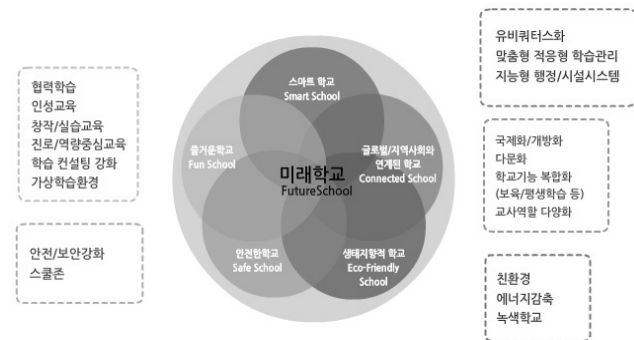 스마트 학교
Smart School
즐거운학교
Fun School
글로벌/지역사회와
연계된 학교
Connected School
미래학교
FutureSchool
안전한학교
Safe School
생태지향적 학교
Eco-Friendly
School
협력학습
인성교육
창작/실습교육
진로/역량중심교육
학습 컨설팅 강화
가상학습환경
안전/보안강화
스쿨존
유비쿼터스화
맞춤형 적응형 학습관리
지능형 행정/시설시스템
국제화/개방화
다문화
학교기능 복합화
(보육/평생학습 등)
교사역할 다양화
친환경
에너지감축
녹색학교